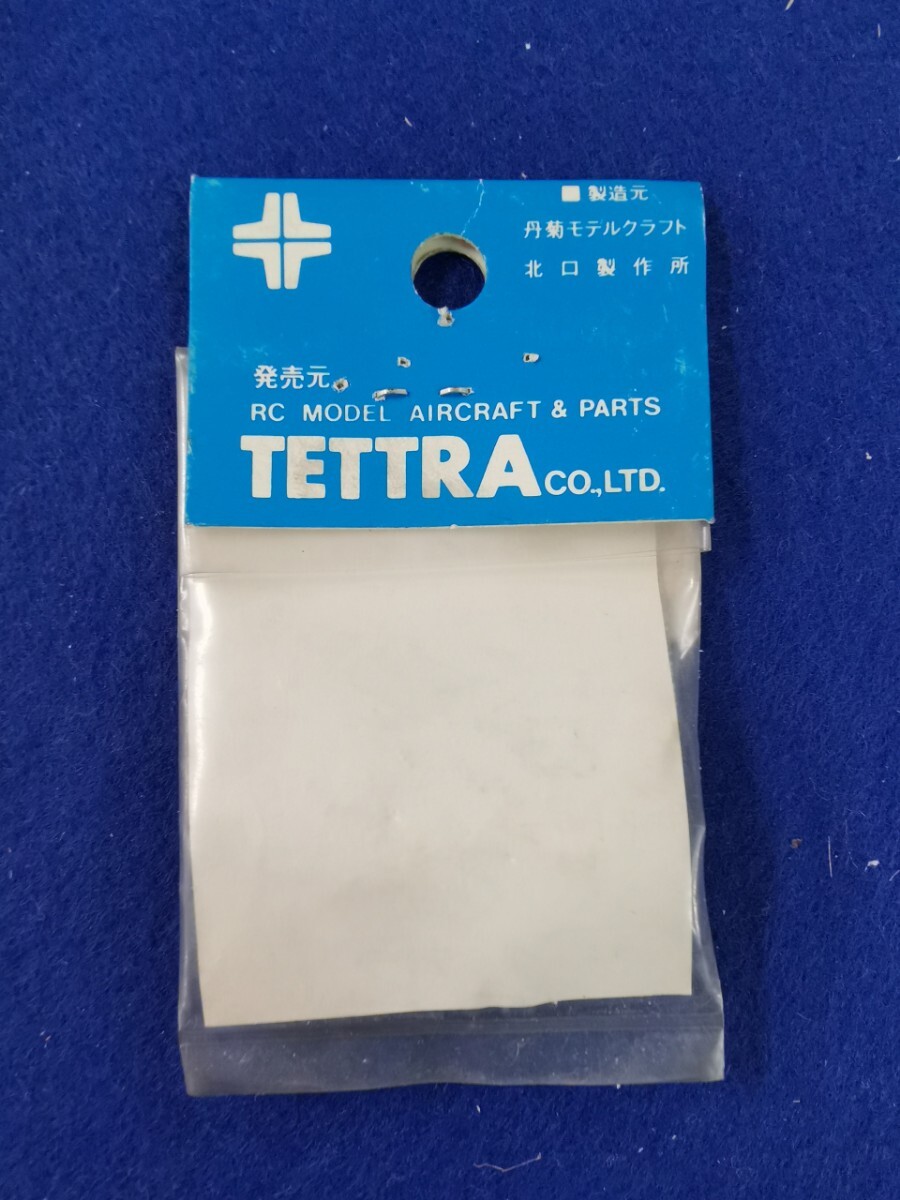 ■製造元
丹菊モデルクラフト
北口製作所
発売元
RC MODEL AIRCRAFT & PARTS
TETTRA CO.,LTD.